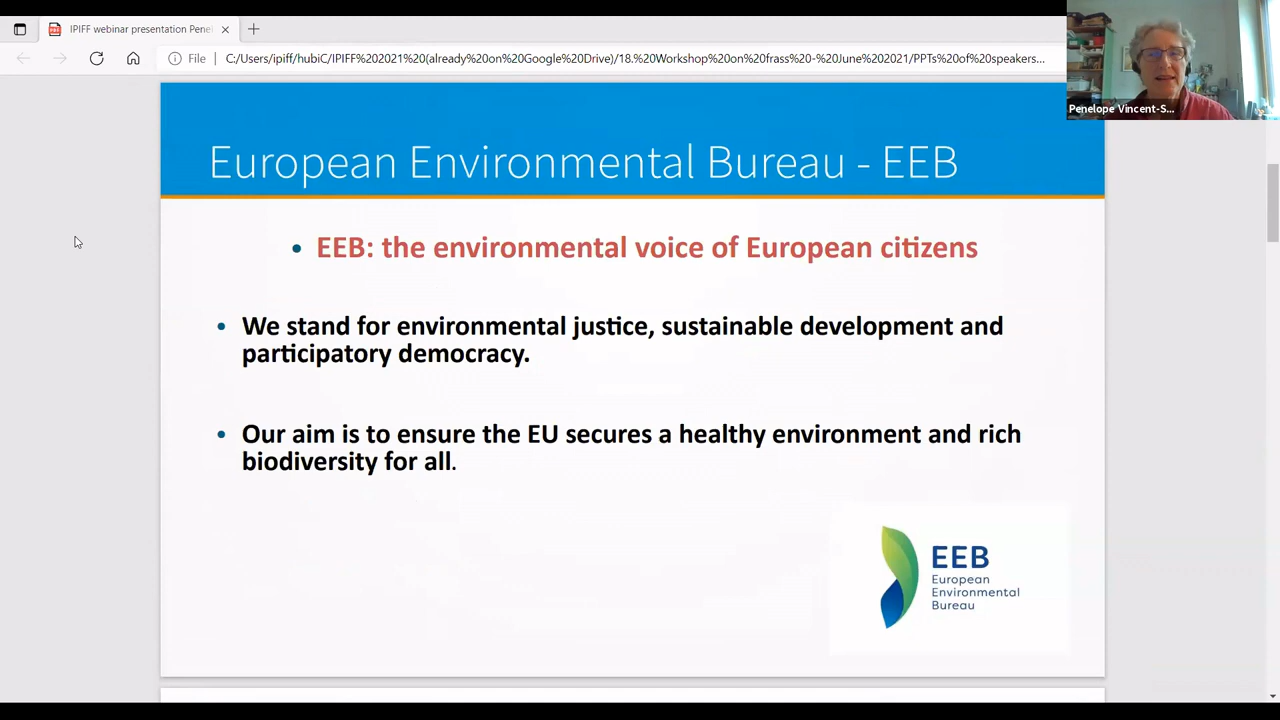 IPIFF webinar presentation Pene
File
C:/Users/ipiff/hubiC/IPIFF%202021%20(already%20on%20Google%20Drive)/18.%20Workshop%20on%20frass%20-%20June%202021/PPTs%20of%20speakers...
Penelope Vincent-S...
European Environmental Bureau - EEB
• EEB: the environmental voice of European citizens
• We stand for environmental justice, sustainable development and
participatory democracy.
• Our aim is to ensure the EU secures a healthy environment and rich
biodiversity for all.
EEB
European
Environmental
Bureau